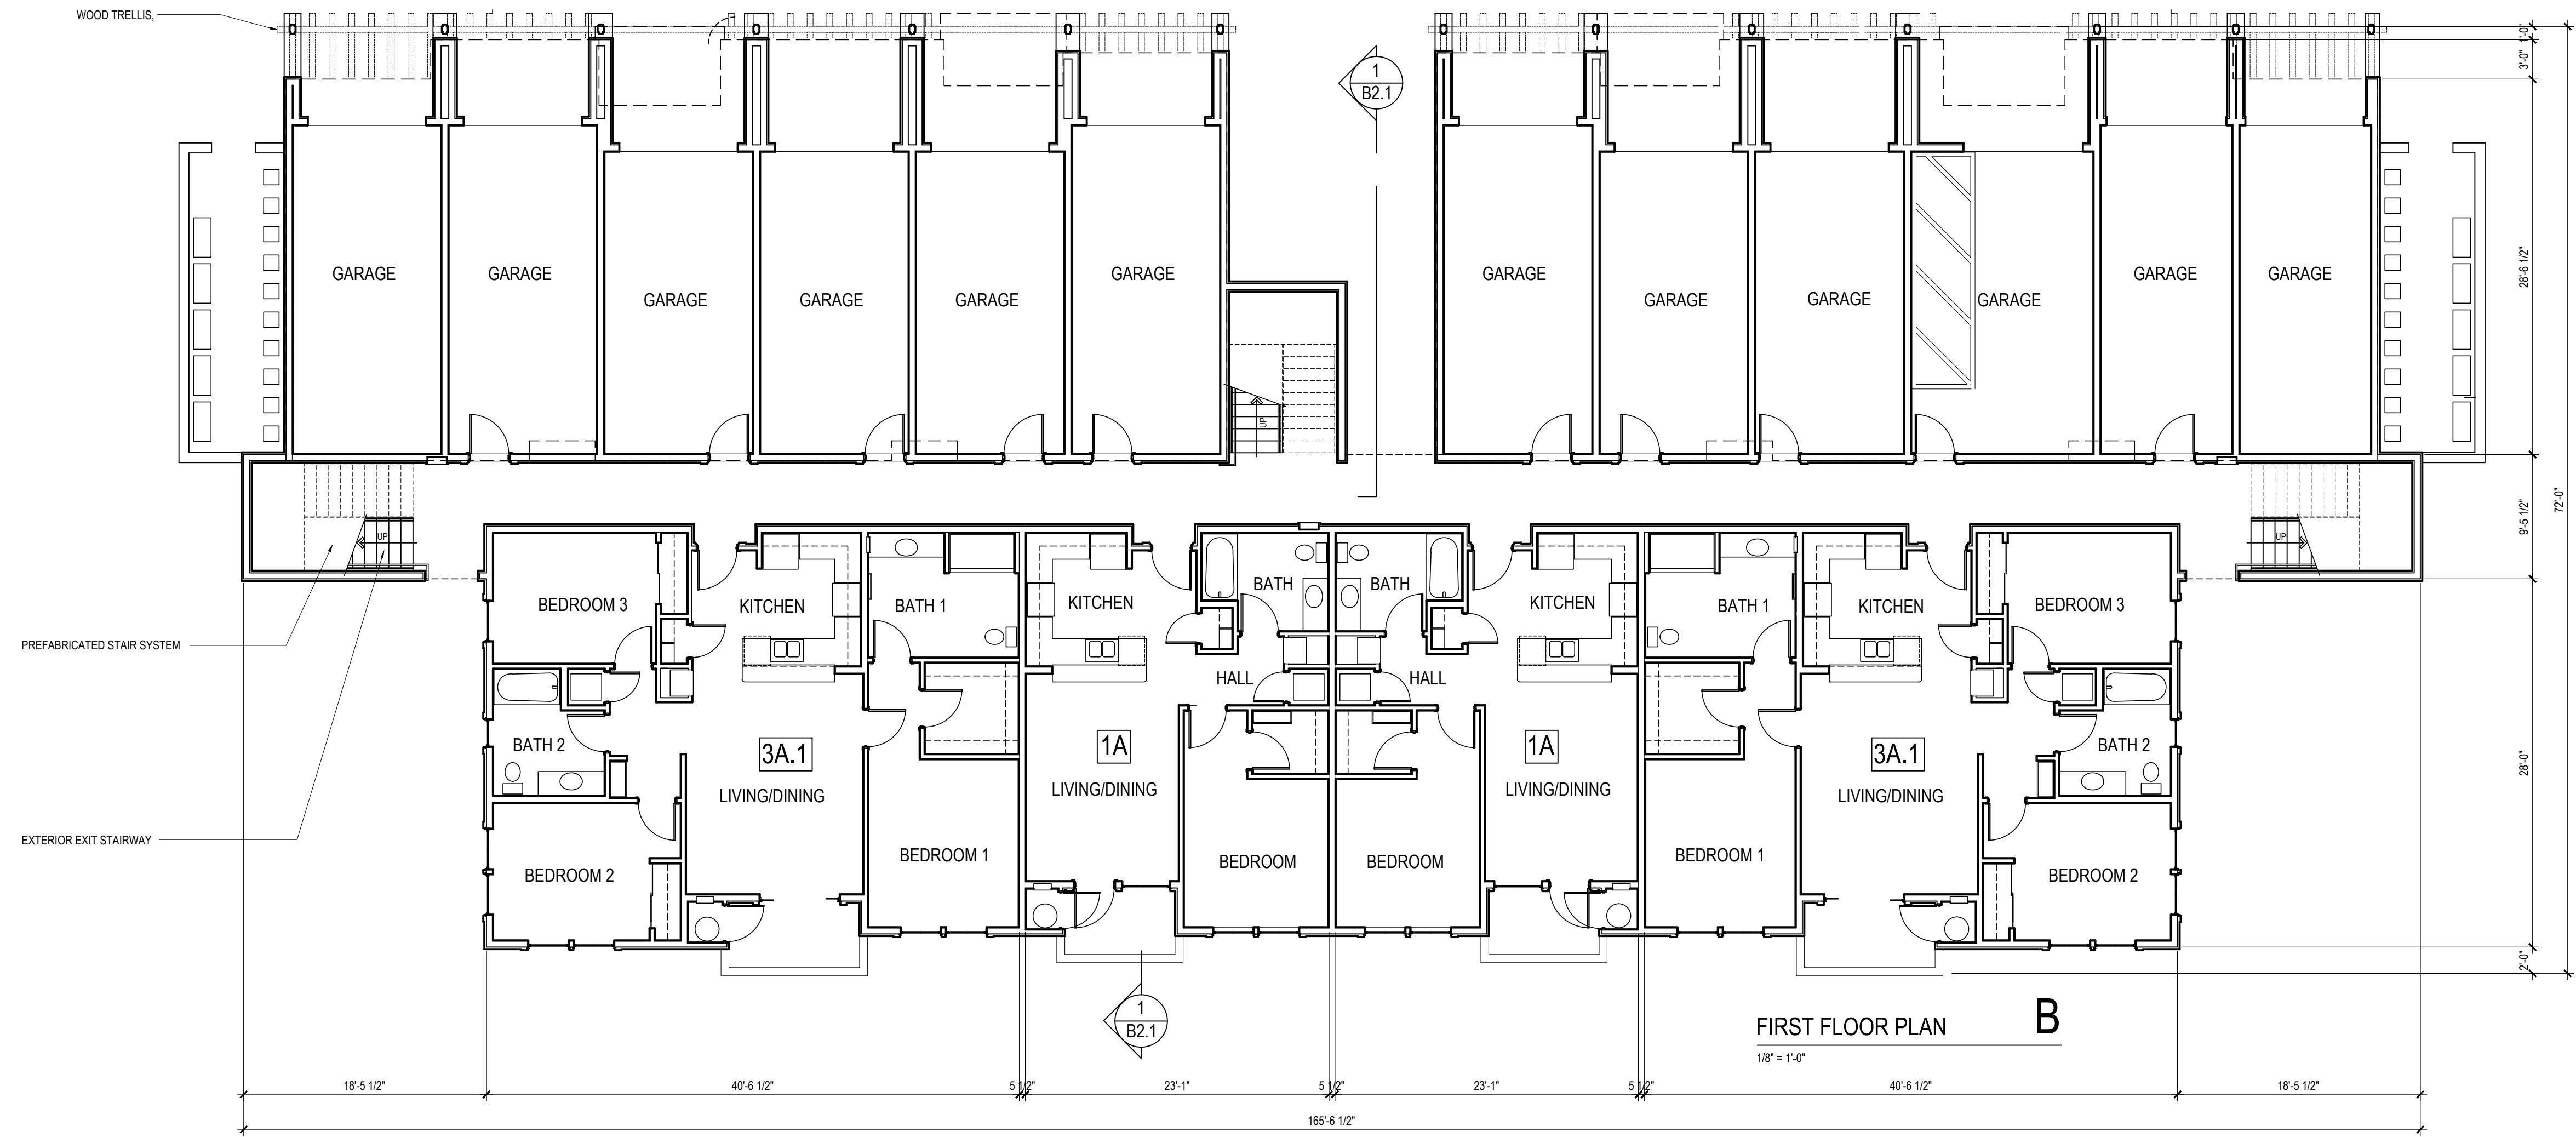 WOOD TRELLIS,
1
B2.1
1'-0"
3'-0"
GARAGE
GARAGE
GARAGE
GARAGE
GARAGE
GARAGE
GARAGE
GARAGE
GARAGE
GARAGE
GARAGE
GARAGE
28'-6 1/2"
UP
9'-5 1/2"
72'-0"
UP
UP
BEDROOM 3
KITCHEN
BATH 1
KITCHEN
BATH
BATH
KITCHEN
BATH 1
KITCHEN
BEDROOM 3
PREFABRICATED STAIR SYSTEM
HALL
HALL
BATH 2
3A.1
1A
1A
3A.1
BATH 2
28'-0"
LIVING/DINING
LIVING/DINING
LIVING/DINING
LIVING/DINING
EXTERIOR EXIT STAIRWAY
BEDROOM 2
BEDROOM 1
BEDROOM
BEDROOM
BEDROOM 1
BEDROOM 2
2'-0"
1
B2.1
FIRST FLOOR PLAN
B
1/8" = 1'-0"
18'-5 1/2"
40'-6 1/2"
5 1/2"
23'-1"
5 1/2"
23'-1"
5 1/2"
40'-6 1/2"
18'-5 1/2"
165'-6 1/2"